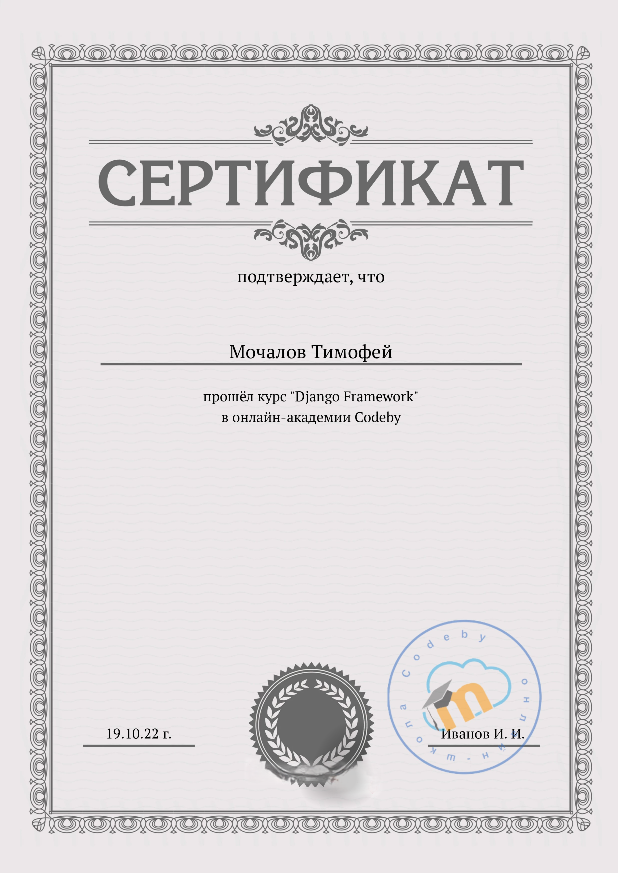 СЕРТИФИКАТ
подтверждает, что
Мочалов Тимофей
прошёл курс "Django Framework"
в онлайн-академии Codeby
Codeby онлайн-школа
m
19.10.22 г.
Иванов И. И.